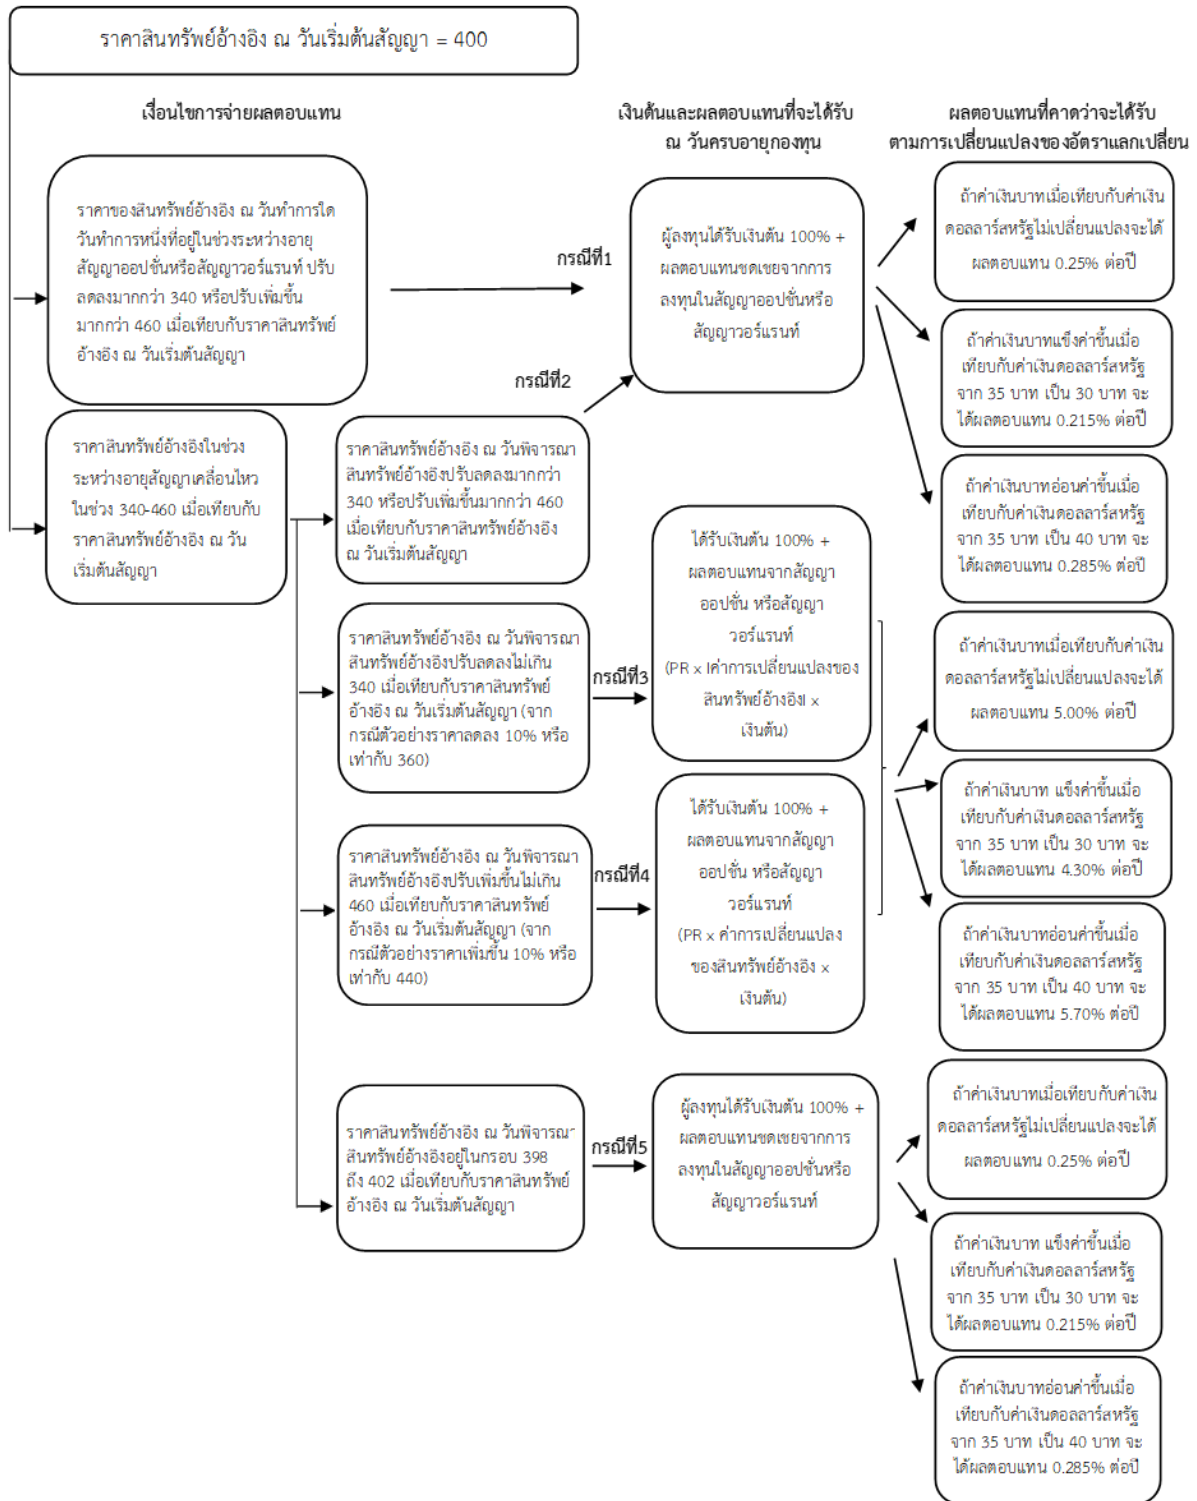 ราคาสินทรัพย์อ้างอิง ณ วันเริ่มต้นสัญญา = 400
เงื่อนไขการจ่ายผลตอบแทน
เงินต้นและผลตอบแทนที่จะได้รับ
ณ วันครบอายุกองทุน
ผลตอบแทนที่คาดว่าจะได้รับ
ตามการเปลี่ยนแปลงของอัตราแลกเปลี่ยน
ราคาของสินทรัพย์อ้างอิง ณ วันทำการใด
วันทำการหนึ่งที่อยู่ในช่วงระหว่างอายุ
สัญญาออปชั่นหรือสัญญาวอร์แรนท์ ปรับ
ลดลงมากกว่า 340 หรือปรับเพิ่มขึ้น
มากกว่า 460 เมื่อเทียบกับราคาสินทรัพย์
อ้างอิง ณ วันเริ่มต้นสัญญา
กรณีที่1
ผู้ลงทุนได้รับเงินต้น 100% +
ผลตอบแทนชดเชยจากการ
ลงทุนในสัญญาออปชั่นหรือ
สัญญาวอร์แรนท์
ถ้าค่าเงินบาทเมื่อเทียบกับค่าเงิน
ดอลลาร์สหรัฐไม่เปลี่ยนแปลงจะได้
ผลตอบแทน 0.25% ต่อปี
ถ้าค่าเงินบาทแข็งค่าขึ้นเมื่อ
เทียบกับค่าเงินดอลลาร์สหรัฐ
จาก 35 บาท เป็น 30 บาท จะ
ได้ผลตอบแทน 0.215% ต่อปี
ถ้าค่าเงินบาทอ่อนค่าขึ้นเมื่อ
เทียบกับค่าเงินดอลลาร์สหรัฐ
จาก 35 บาท เป็น 40 บาท จะ
ได้ผลตอบแทน 0.285% ต่อปี
กรณีที่2
ราคาสินทรัพย์อ้างอิงในช่วง
ระหว่างอายุสัญญาเคลื่อนไหว
ในช่วง 340-460 เมื่อเทียบกับ
ราคาสินทรัพย์อ้างอิง ณ วัน
เริ่มต้นสัญญา
ราคาสินทรัพย์อ้างอิง ณ วันพิจารณา
สินทรัพย์อ้างอิงปรับลดลงมากกว่า
340 หรือปรับเพิ่มขึ้นมากกว่า 460
เมื่อเทียบกับราคาสินทรัพย์อ้างอิง
ณ วันเริ่มต้นสัญญา
ราคาสินทรัพย์อ้างอิง ณ วันพิจารณา
สินทรัพย์อ้างอิงปรับลดลงไม่เกิน
340 เมื่อเทียบกับราคาสินทรัพย์
อ้างอิง ณ วันเริ่มต้นสัญญา (จาก
กรณีตัวอย่างราคาลดลง 10% หรือ
เท่ากับ 360)
กรณีที่3
ได้รับเงินต้น 100% +
ผลตอบแทนจากสัญญา
ออปชั่น หรือสัญญา
วอร์แรนท์
(PR x Iค่าการเปลี่ยนแปลงของ
สินทรัพย์อ้างอิงI x
เงินต้น)
ราคาสินทรัพย์อ้างอิง ณ วันพิจารณา
สินทรัพย์อ้างอิงปรับเพิ่มขึ้นไม่เกิน
460 เมื่อเทียบกับราคาสินทรัพย์
อ้างอิง ณ วันเริ่มต้นสัญญา (จาก
กรณีตัวอย่างราคาเพิ่มขึ้น 10% หรือ
เท่ากับ 440)
กรณีที่4
ได้รับเงินต้น 100% +
ผลตอบแทนจากสัญญา
ออปชั่น หรือสัญญา
วอร์แรนท์
(PR x ค่าการเปลี่ยนแปลง
ของสินทรัพย์อ้างอิง x
เงินต้น)
ถ้าค่าเงินบาทเมื่อเทียบกับค่าเงิน
ดอลลาร์สหรัฐไม่เปลี่ยนแปลงจะได้
ผลตอบแทน 5.00% ต่อปี
ถ้าค่าเงินบาท แข็งค่าขึ้นเมื่อ
เทียบกับค่าเงินดอลลาร์สหรัฐ
จาก 35 บาท เป็น 30 บาท จะ
ได้ผลตอบแทน 4.30% ต่อปี
ถ้าค่าเงินบาทอ่อนค่าขึ้นเมื่อ
เทียบกับค่าเงินดอลลาร์สหรัฐ
จาก 35 บาท เป็น 40 บาท จะ
ได้ผลตอบแทน 5.70% ต่อปี
ราคาสินทรัพย์อ้างอิง ณ วันพิจารณา
สินทรัพย์อ้างอิงอยู่ในกรอบ 398
ถึง 402 เมื่อเทียบกับราคาสินทรัพย์
อ้างอิง ณ วันเริ่มต้นสัญญา
กรณีที่5
ผู้ลงทุนได้รับเงินต้น 100% +
ผลตอบแทนชดเชยจากการ
ลงทุนในสัญญาออปชั่นหรือ
สัญญาวอร์แรนท์
ถ้าค่าเงินบาทเมื่อเทียบกับค่าเงิน
ดอลลาร์สหรัฐไม่เปลี่ยนแปลงจะได้
ผลตอบแทน 0.25% ต่อปี
ถ้าค่าเงินบาท แข็งค่าขึ้นเมื่อ
เทียบกับค่าเงินดอลลาร์สหรัฐ
จาก 35 บาท เป็น 30 บาท จะ
ได้ผลตอบแทน 0.215% ต่อปี
ถ้าค่าเงินบาทอ่อนค่าขึ้นเมื่อ
เทียบกับค่าเงินดอลลาร์สหรัฐ
จาก 35 บาท เป็น 40 บาท จะ
ได้ผลตอบแทน 0.285% ต่อปี